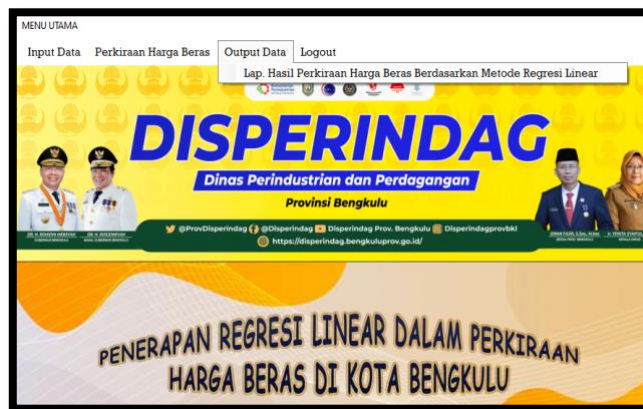 MENU UTAMA
Input Data Perkiraan Harga Beras Output Data Logout
Lap. Hasil Perkiraan Harga Beras Berdasarkan Metode Regresi Linear
DISPERINDAG
Dinas Perindustrian dan Perdagangan
Provinsi Bengkulu
@ProvDisperindag @Disperindag Disperindag Prov. Bengkulu Disperindagprovbkl
https://disperindag.bengkuluprov.go.id/
PENERAPAN REGRESI LINEAR DALAM PERKIRAAN
HARGA BERAS DI KOTA BENGKULU